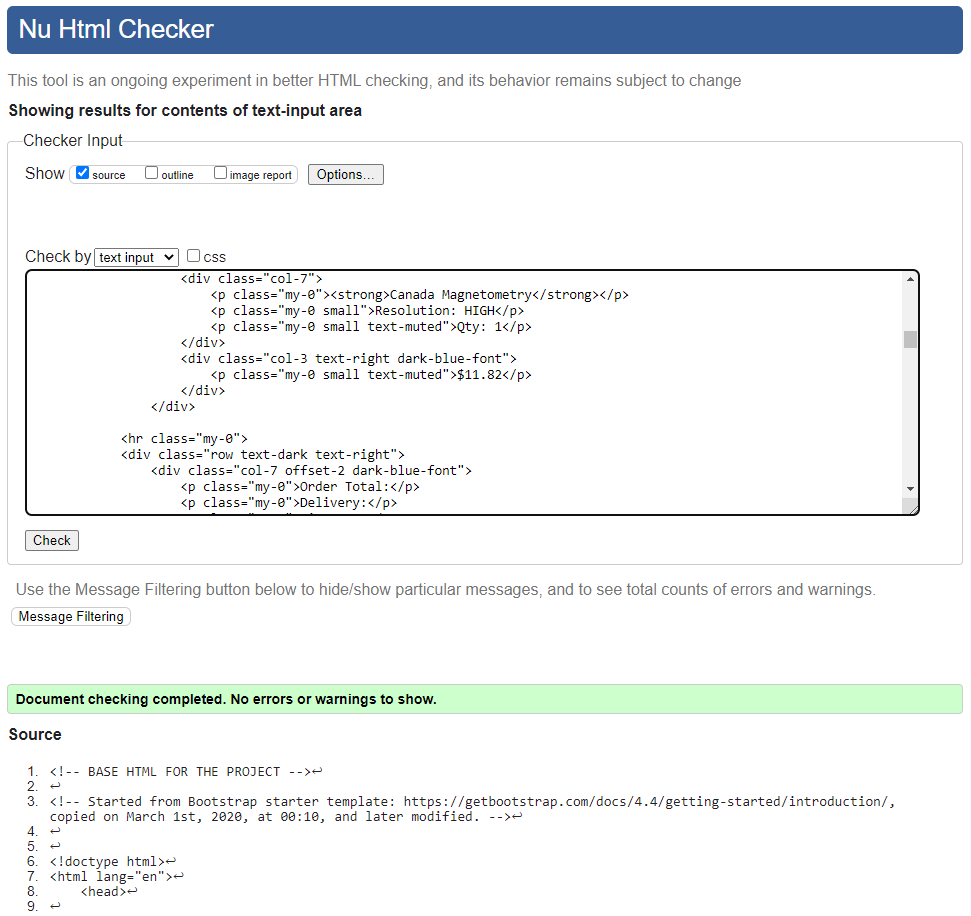 Nu Html Checker
This tool is an ongoing experiment in better HTML checking, and its behavior remains subject to change
Showing results for contents of text-input area
Checker Input
Show source outline image report Options...
Check by text input css
<div class="col-7">
<p class="my-0"><strong>Canada Magnetometry</strong></p>
<p class="my-0 small">Resolution: HIGH</p>
<p class="my-0 small text-muted">Qty: 1</p>
</div>
<div class="col-3 text-right dark-blue-font">
<p class="my-0 small text-muted">$11.82</p>
</div>
</div>
<hr class="my-0">
<div class="row text-dark text-right">
<div class="col-7 offset-2 dark-blue-font">
<p class="my-0">Order Total:</p>
<p class="my-0">Delivery:</p>
Check
Use the Message Filtering button below to hide/show particular messages, and to see total counts of errors and warnings.
Message Filtering
Document checking completed. No errors or warnings to show.
Source
1. <!-- BASE HTML FOR THE PROJECT -->↩
2. ↩
3. <!-- Started from Bootstrap starter template: https://getbootstrap.com/docs/4.4/getting-started/introduction/,
copied on March 1st, 2020, at 00:10, and later modified. -->↩
4. ↩
5. ↩
6. <!doctype html>↩
7. <html lang="en">↩
8. <head>↩
9. ↩